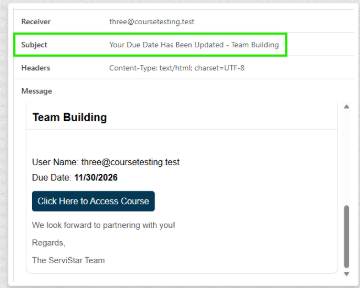 Receiver three@coursetesting.test
Subject Your Due Date Has Been Updated - Team Building
Headers Content-Type: text/html; charset=UTF-8
Message
Team Building
User Name: three@coursetesting.test
Due Date: 11/30/2026
Click Here to Access Course
We look forward to partnering with you!
Regards,
The ServiStar Team